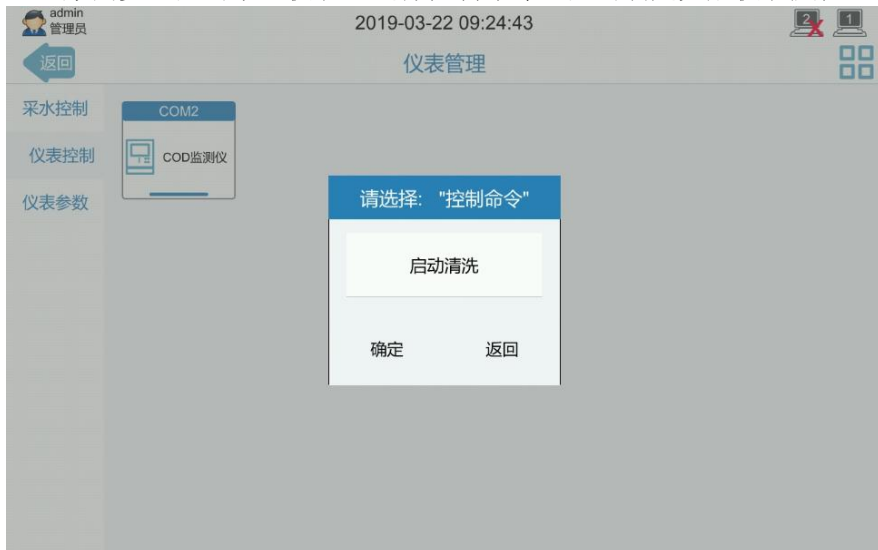 admin
管理员
2019-03-22 09:24:43
2
1
返回
仪表管理
采水控制
仪表控制
仪表参数
COM2
COD监测仪
请选择: "控制命令"
启动清洗
确定
返回